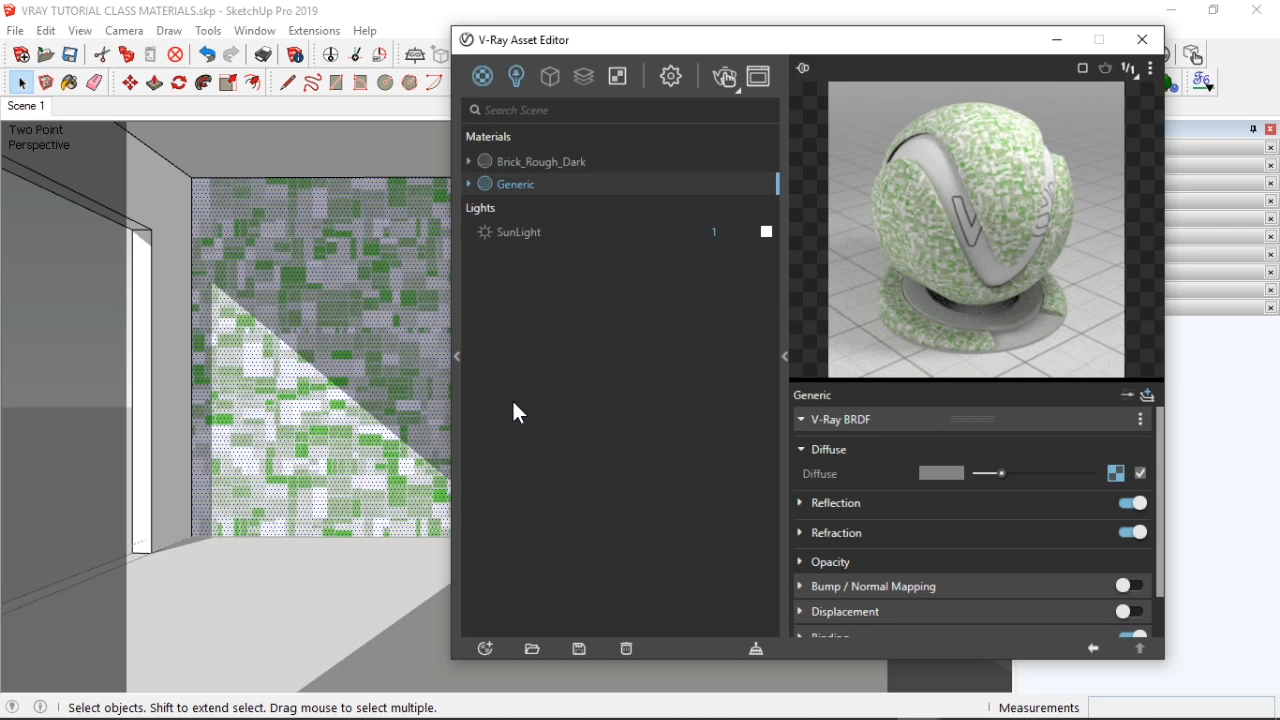 VRAY TUTORIAL CLASS MATERIALS.skp - SketchUp Pro 2019
File Edit View Camera Draw Tools Window Extensions Help
Scene 1
Two Point
Perspective
V-Ray Asset Editor
Search Scene
Materials
Brick_Rough_Dark
Generic
Lights
SunLight 1
1/1
Generic
V-Ray BRDF
Diffuse
Diffuse
Reflection
Refraction
Opacity
Bump / Normal Mapping
Displacement
Select objects. Shift to extend select. Drag mouse to select multiple.
Measurements